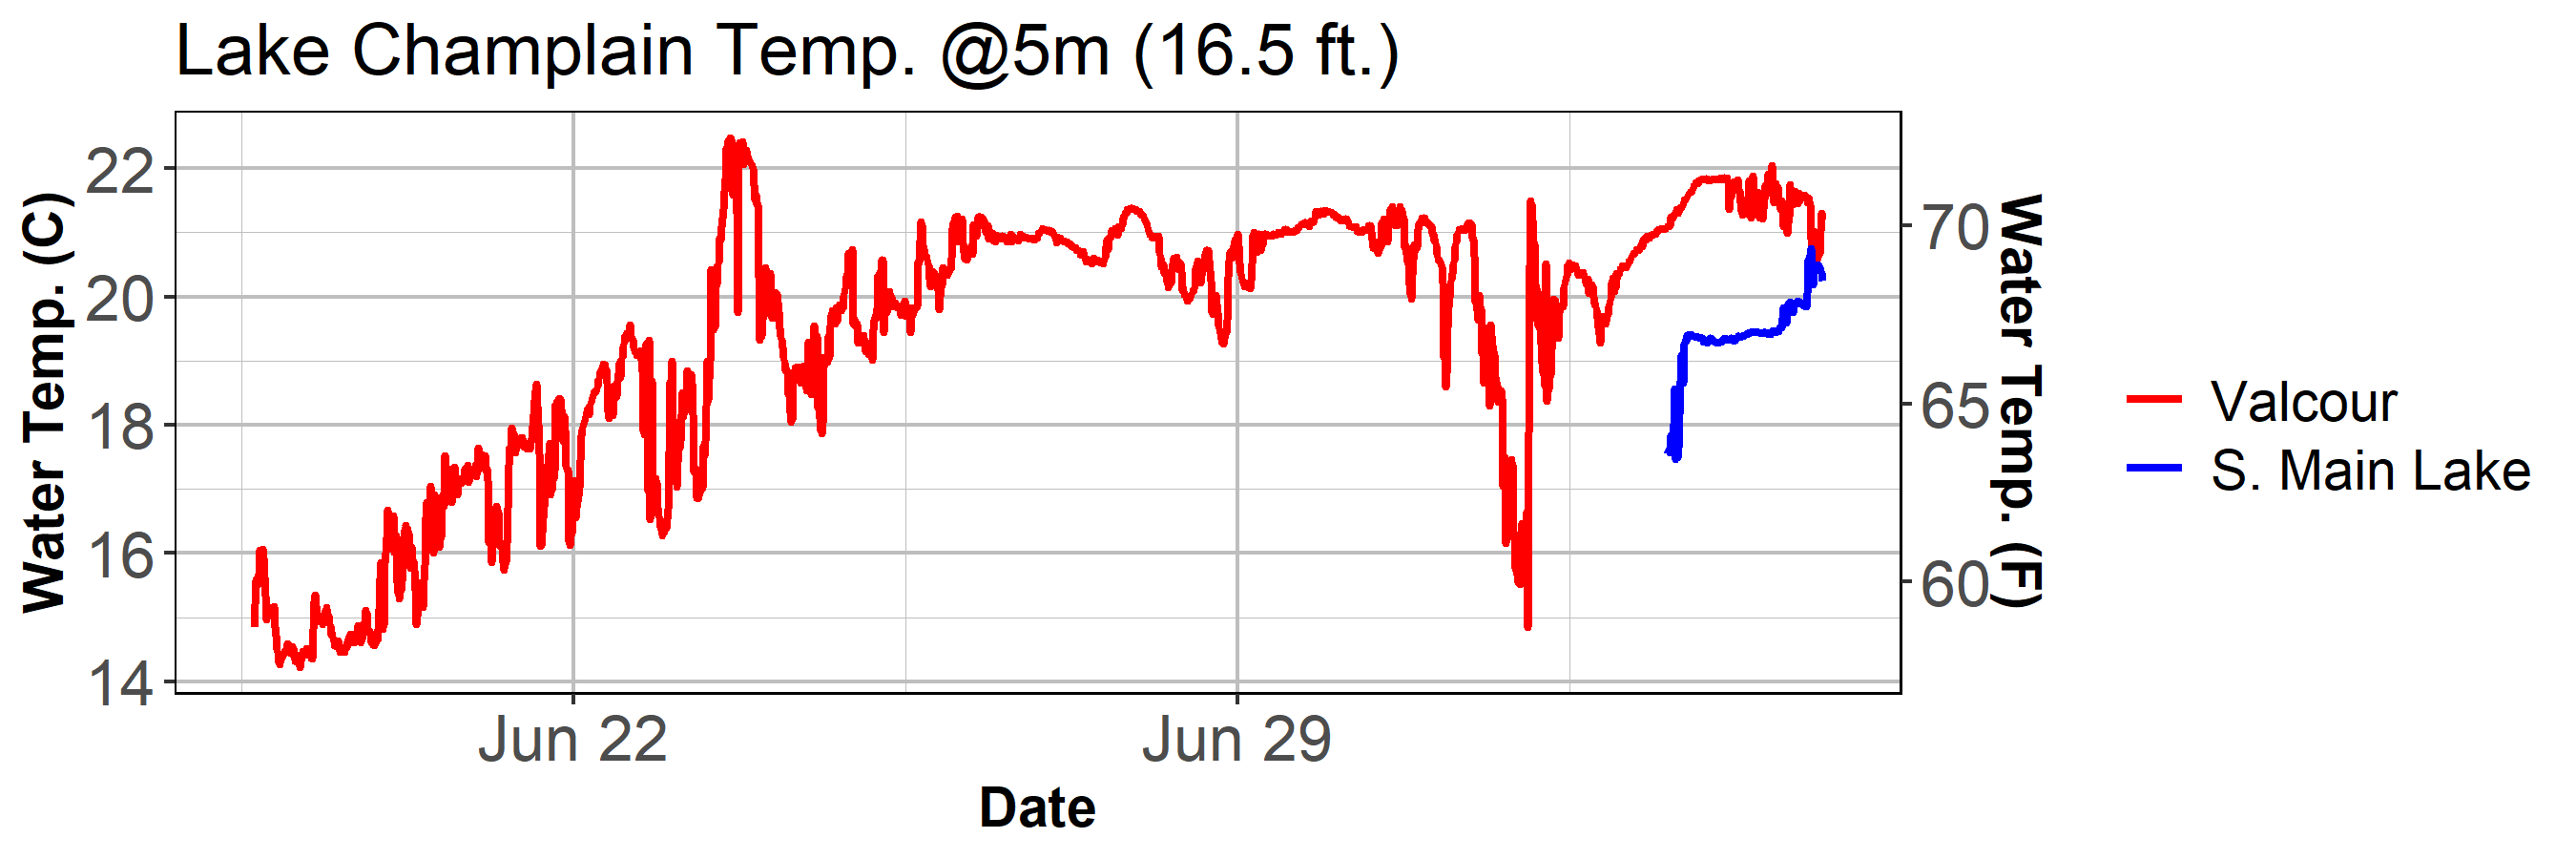 Lake Champlain Temp. @5m (16.5 ft.)
Water Temp. (C)
22
20
18
16
14
70
65
60
Water Temp. (F)
Jun 22
Jun 29
Date
Valcour
S. Main Lake